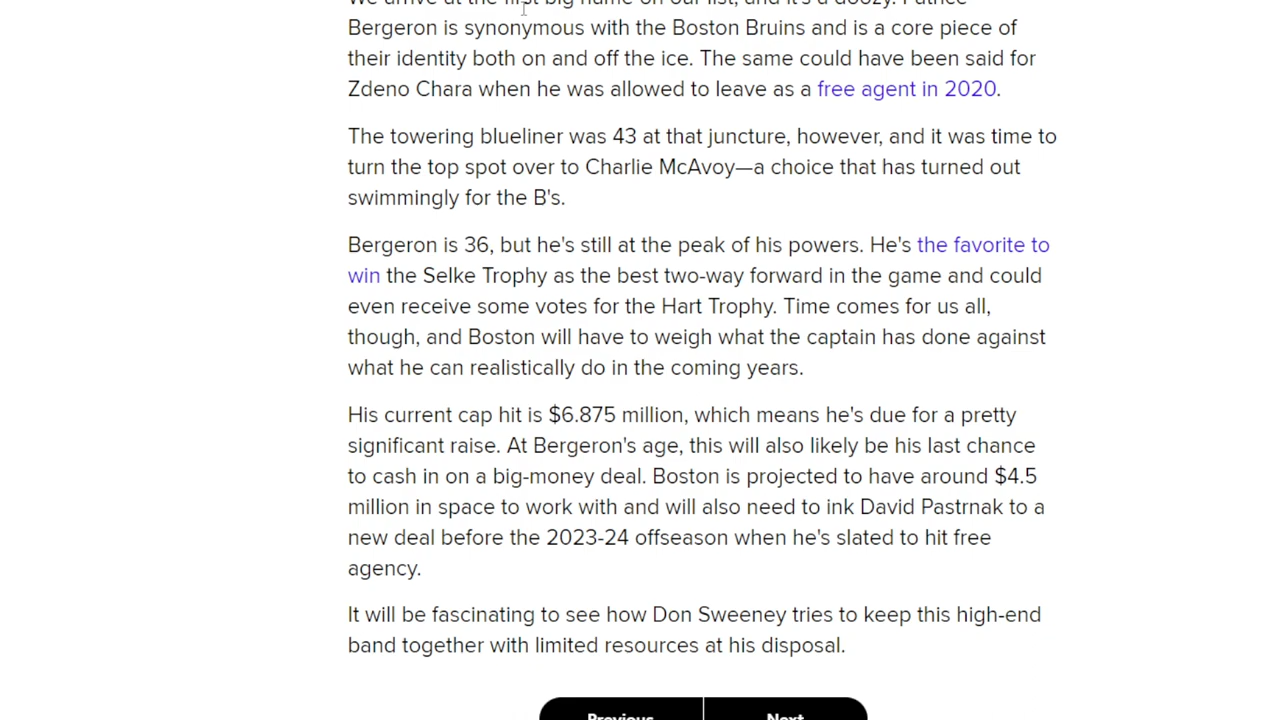 We arrive at the first big name on our list, and it's a doozy. Patrice
Bergeron is synonymous with the Boston Bruins and is a core piece of
their identity both on and off the ice. The same could have been said for
Zdeno Chara when he was allowed to leave as a free agent in 2020.
The towering blueliner was 43 at that juncture, however, and it was time to
turn the top spot over to Charlie McAvoy—a choice that has turned out
swimmingly for the B's.
Bergeron is 36, but he's still at the peak of his powers. He's the favorite to
win the Selke Trophy as the best two-way forward in the game and could
even receive some votes for the Hart Trophy. Time comes for us all,
though, and Boston will have to weigh what the captain has done against
what he can realistically do in the coming years.
His current cap hit is $6.875 million, which means he's due for a pretty
significant raise. At Bergeron's age, this will also likely be his last chance
to cash in on a big-money deal. Boston is projected to have around $4.5
million in space to work with and will also need to ink David Pastrnak to a
new deal before the 2023-24 offseason when he's slated to hit free
agency.
It will be fascinating to see how Don Sweeney tries to keep this high-end
band together with limited resources at his disposal.
Previous Next